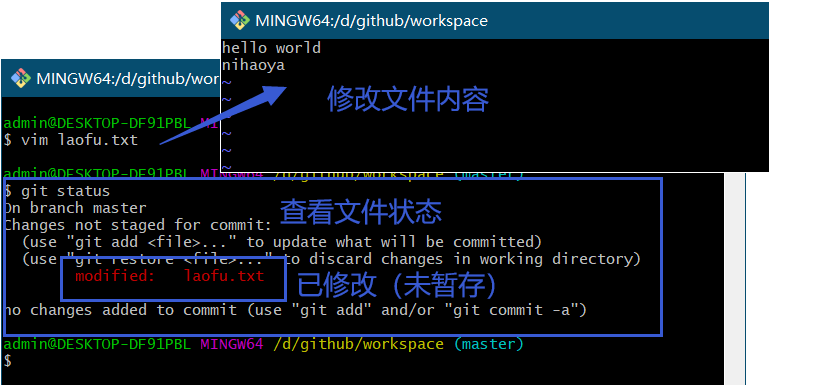 MINGW64:/d/github/workspace
hello world
nihaoya
~
~
~
~
~
修改文件内容
MINGW64:/d/github/wor
admin@DESKTOP-DF91PBL MI
$ vim laofu.txt
admin@DESKTOP-DF91PBL MINGW64 /d/github/workspace (master)
$ git status
On branch master
查看文件状态
Changes not staged for commit:
(use "git add <file>..." to update what will be committed)
(use "git restore <file>..." to discard changes in working directory)
modified: laofu.txt
已修改（未暂存）
no changes added to commit (use "git add" and/or "git commit -a")
admin@DESKTOP-DF91PBL MINGW64 /d/github/workspace (master)
$